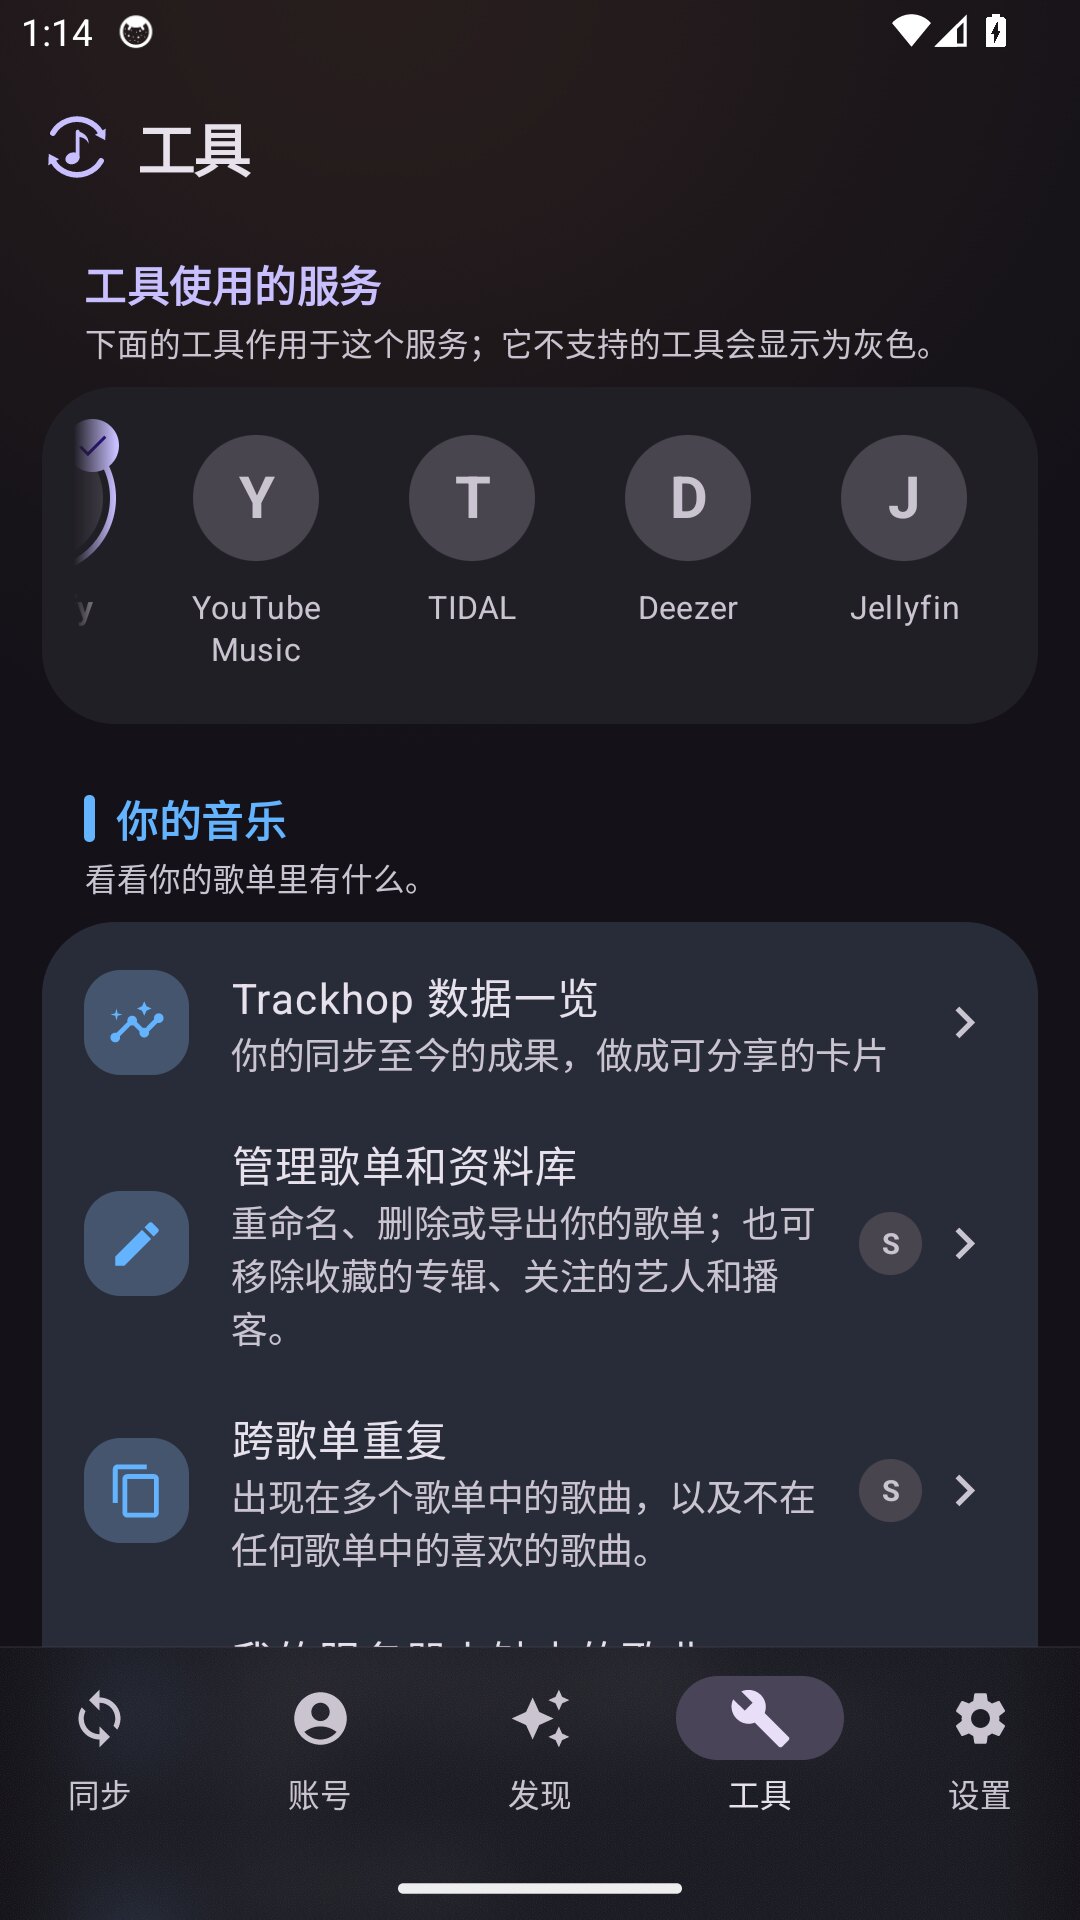 1:14
工具
工具使用的服务
下面的工具作用于这个服务；它不支持的工具会显示为灰色。
Y
T
D
J
y
YouTube
Music
TIDAL
Deezer
Jellyfin
你的音乐
看看你的歌单里有什么。
Trackhop 数据一览
你的同步至今的成果，做成可分享的卡片
管理歌单和资料库
重命名、删除或导出你的歌单；也可
移除收藏的专辑、关注的艺人和播
客。
S
跨歌单重复
出现在多个歌单中的歌曲，以及不在
任何歌单中的喜欢的歌曲。
S
同步
账号
发现
工具
设置